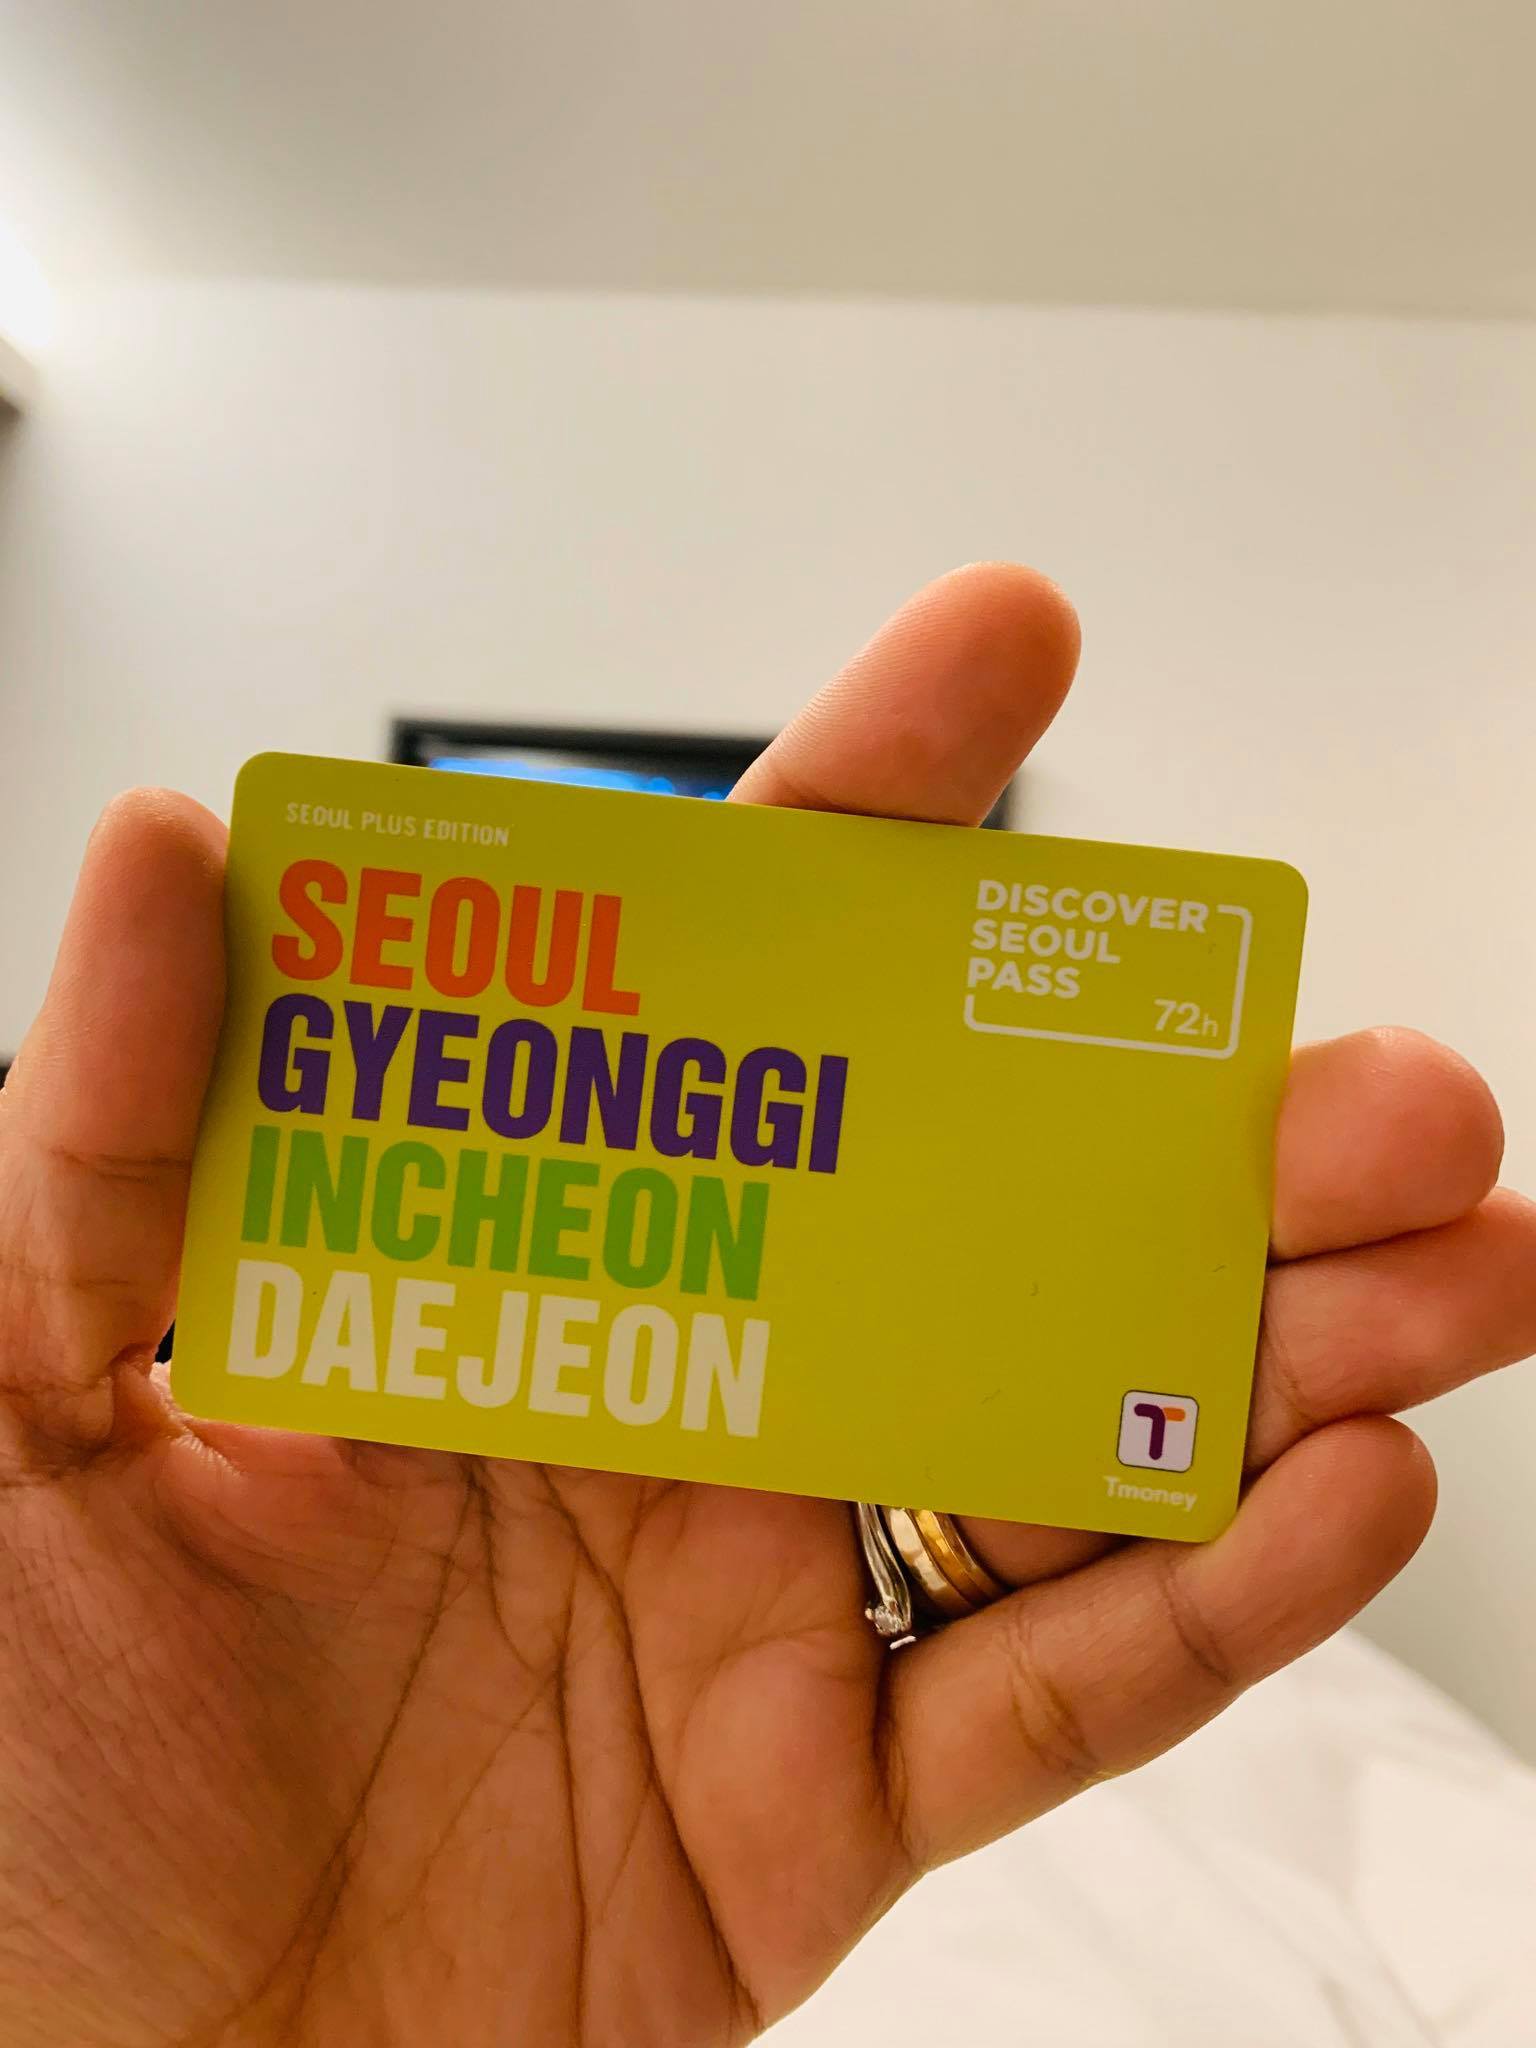 SEOUL PLUS EDITION
SEOUL
GYEONGGI
INCHEON
DAEJEON
DISCOVER
SEOUL
PASS
72h
T
Tmoney